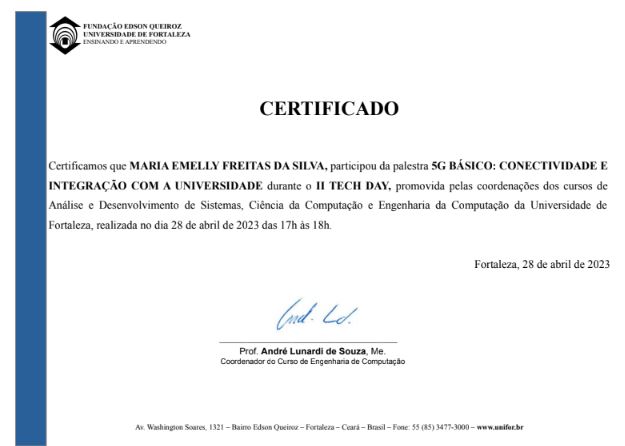 FUNDAÇÃO EDSON QUEIROZ
UNIVERSIDADE DE FORTALEZA
ENSINANDO E APRENDENDO
CERTIFICADO
Certificamos que MARIA EMELLY FREITAS DA SILVA, participou da palestra 5G BÁSICO: CONECTIVIDADE E
INTEGRAÇÃO COM A UNIVERSIDADE durante o II TECH DAY, promovida pelas coordenações dos cursos de
Análise e Desenvolvimento de Sistemas, Ciência da Computação e Engenharia da Computação da Universidade de
Fortaleza, realizada no dia 28 de abril de 2023 das 17h às 18h.
Fortaleza, 28 de abril de 2023
Prof. André Lunardi de Souza, Me.
Coordenador do Curso de Engenharia de Computação
Av. Washington Soares, 1321 – Bairro Edson Queiroz – Fortaleza – Ceará – Brasil – Fone: 55 (85) 3477-3000 – www.unifor.br